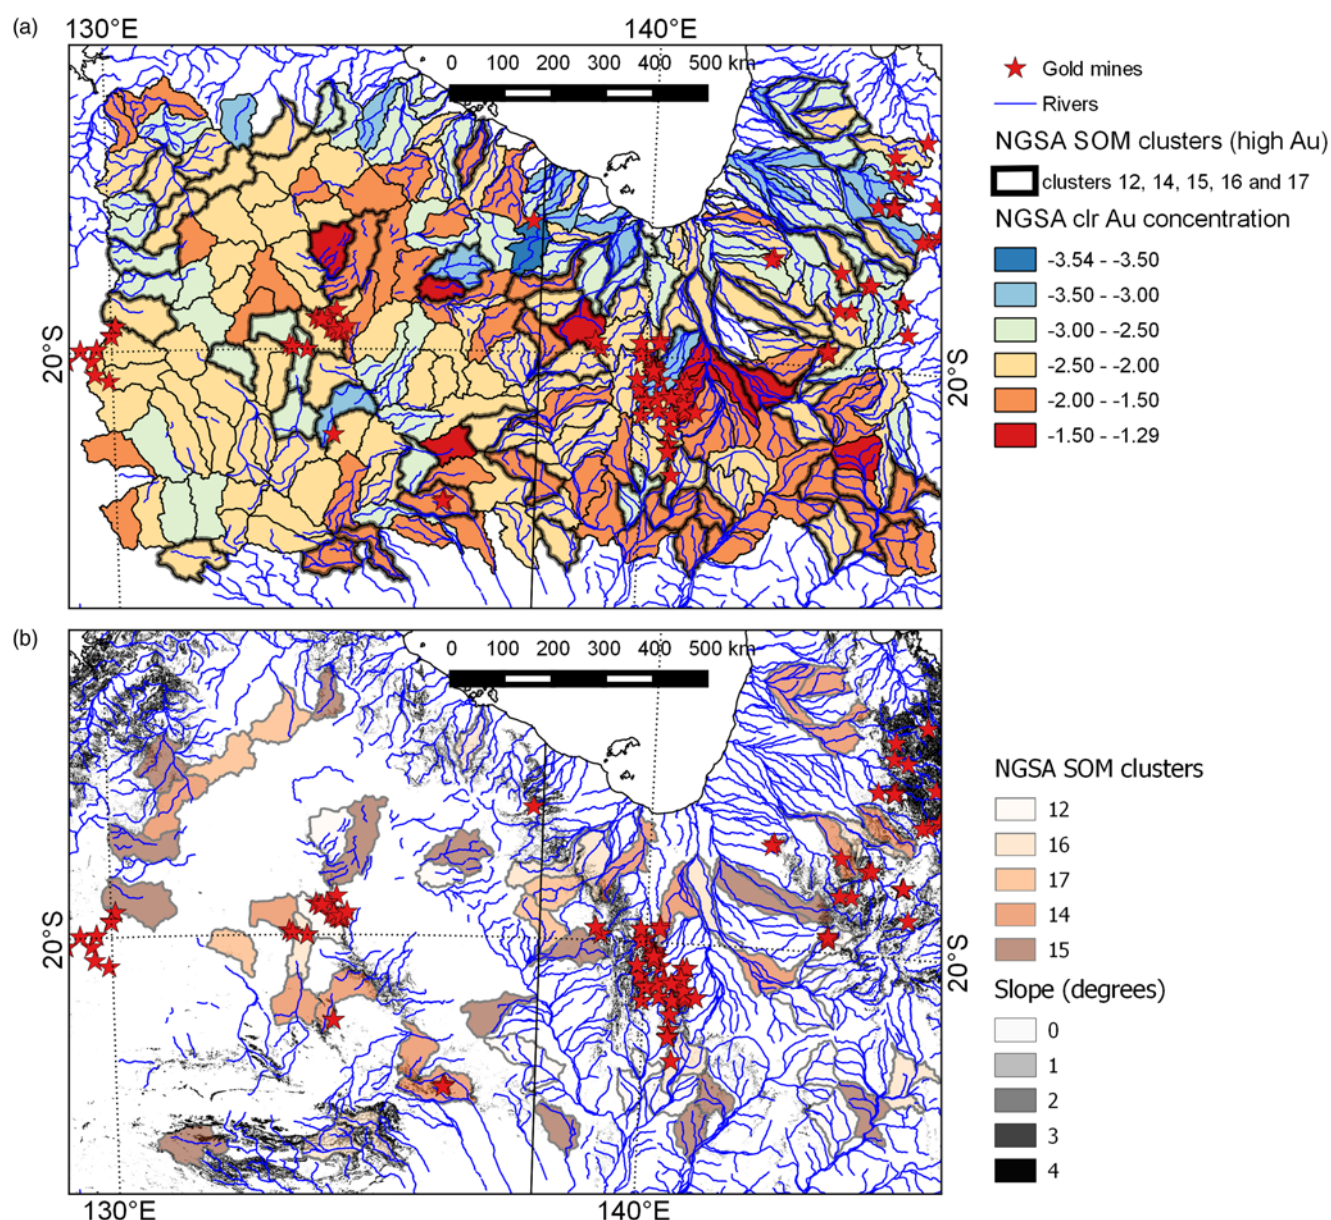 (a)
130°E
140°E
0 100 200 300 400 500 km
20°S
20°S
Gold mines
Rivers
NGSA SOM clusters (high Au)
clusters 12, 14, 15, 16 and 17
NGSA clr Au concentration
-3.54 - -3.50
-3.50 - -3.00
-3.00 - -2.50
-2.50 - -2.00
-2.00 - -1.50
-1.50 - -1.29
(b)
0 100 200 300 400 500 km
20°S
20°S
130°E
140°E
NGSA SOM clusters
12
16
17
14
15
Slope (degrees)
0
1
2
3
4